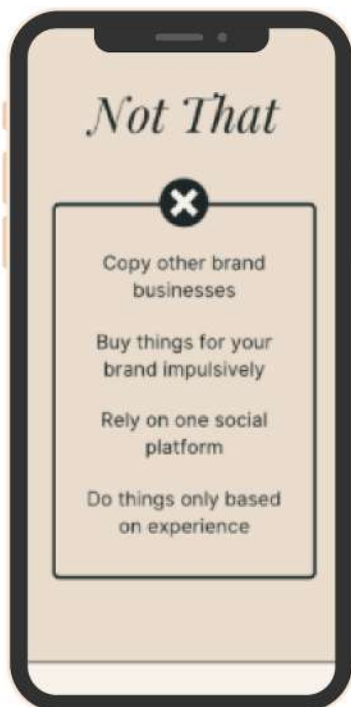 Not That
Copy other brand
businesses
Buy things for your
brand impulsively
Rely on one social
platform
Do things only based
on experience